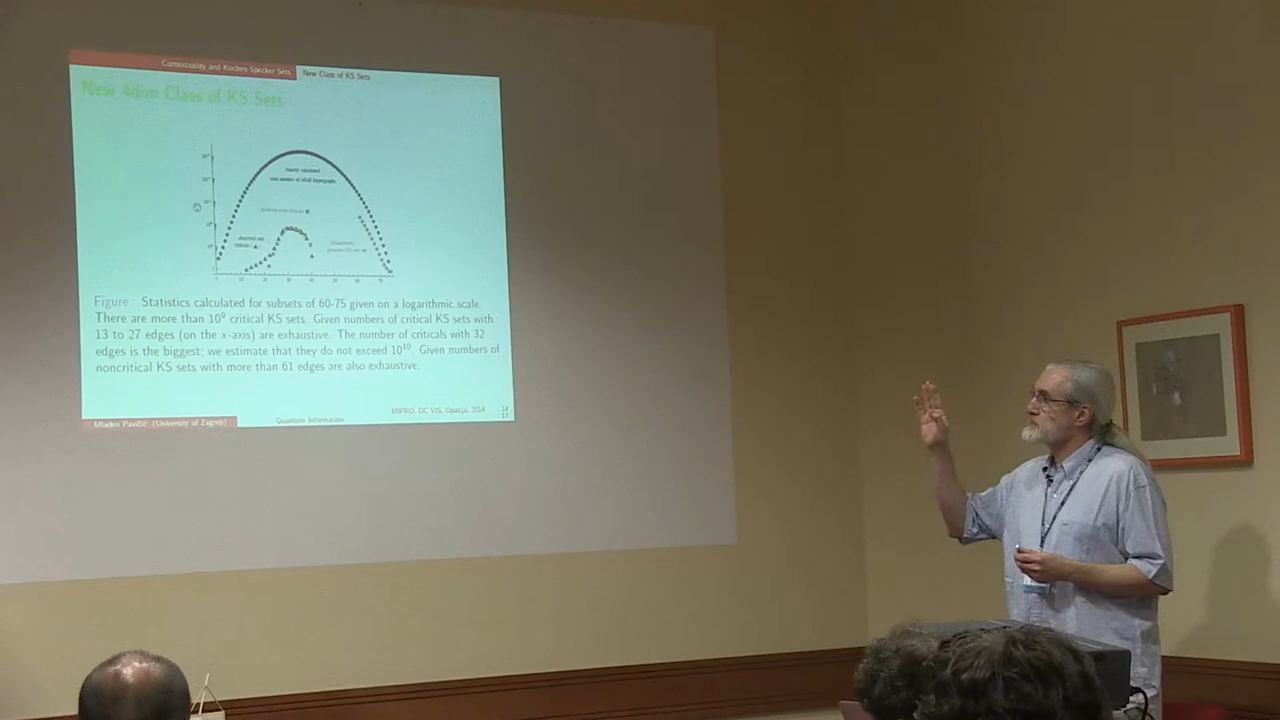 Contextuality and Kochen-Specker Sets New Class of KS Sets
New 4dim Class of KS Sets
Figure : Statistics calculated for subsets of 60-75 given on a logarithmic scale.
There are more than 10⁹ critical KS sets. Given numbers of critical KS sets with
13 to 27 edges (on the x-axis) are exhaustive. The number of criticals with 32
edges is the biggest; we estimate that they do not exceed 10¹⁰. Given numbers of
noncritical KS sets with more than 61 edges are also exhaustive.
Mladen Pavičić (University of Zagreb) Quantum Information MIPRO, DC VIS, Opatija, 2014